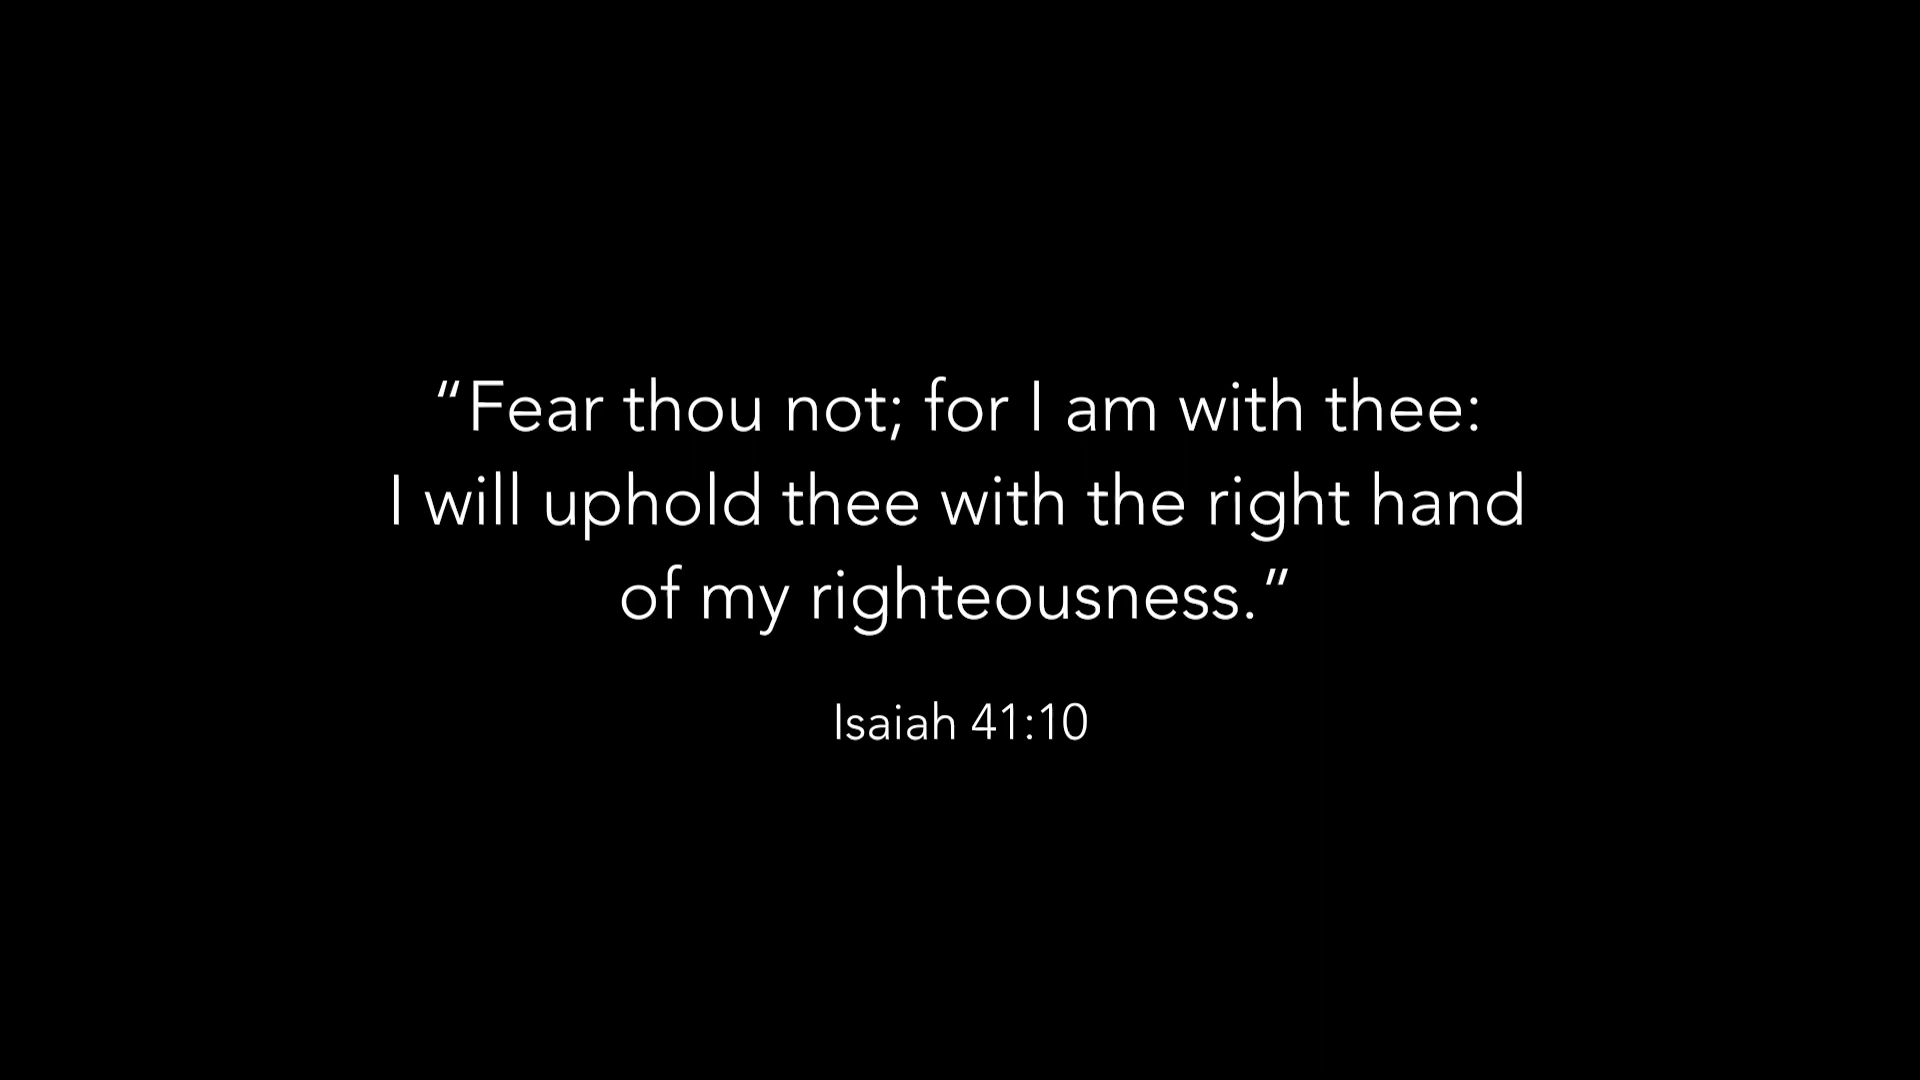 “Fear thou not; for I am with thee:
I will uphold thee with the right hand
of my righteousness.”
Isaiah 41:10